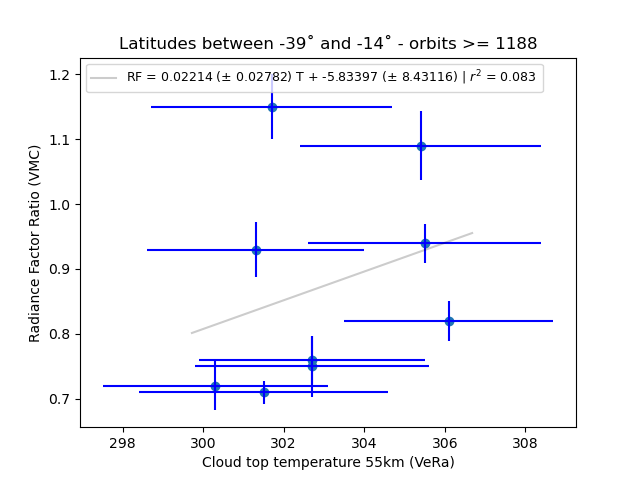 Latitudes between -39˚ and -14˚ - orbits >= 1188
RF = 0.02214 (± 0.02782) T + -5.83397 (± 8.43116) | r² = 0.083
Radiance Factor Ratio (VMC)
1.2
1.1
1.0
0.9
0.8
0.7
298 300 302 304 306 308
Cloud top temperature 55km (VeRa)